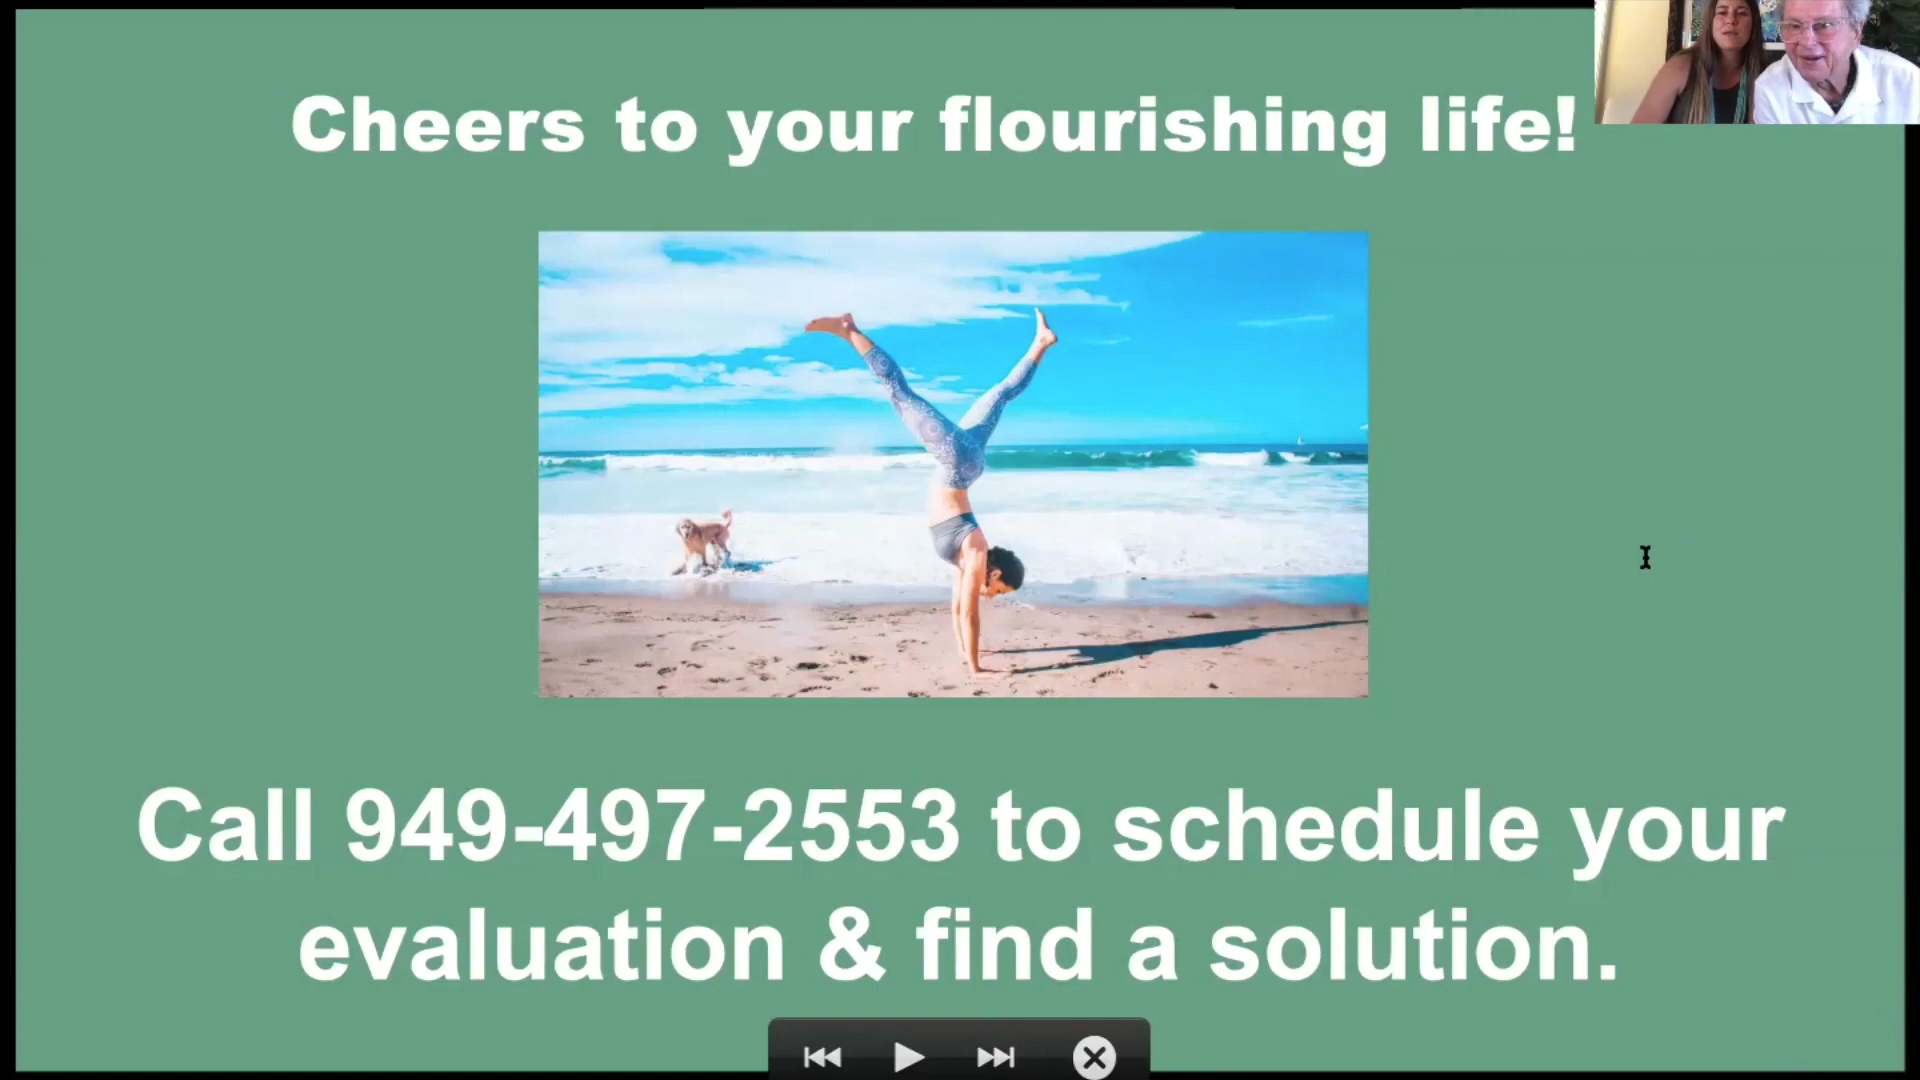 Cheers to your flourishing life!
Call 949-497-2553 to schedule your
evaluation & find a solution.